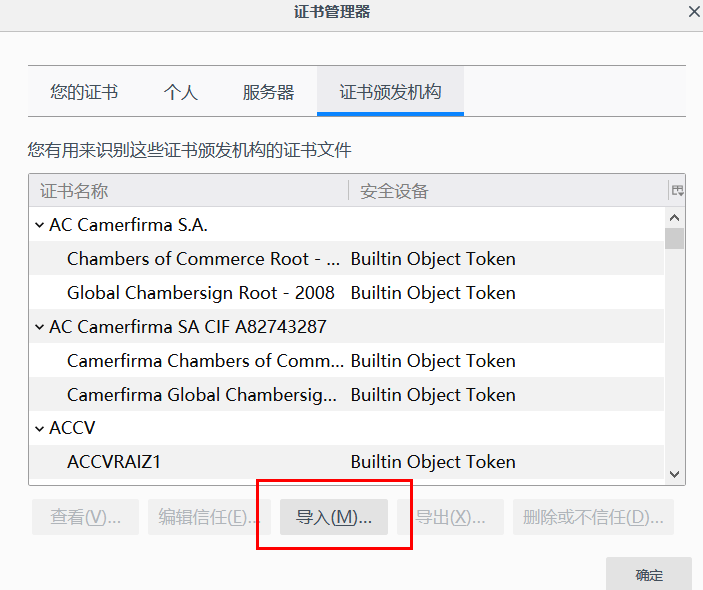 证书管理器
您的证书 个人 服务器 证书颁发机构
您有用来识别这些证书颁发机构的证书文件
证书名称 安全设备
AC Camerfirma S.A.
Chambers of Commerce Root - ... Builtin Object Token
Global Chambersign Root - 2008 Builtin Object Token
AC Camerfirma SA CIF A82743287
Camerfirma Chambers of Comm... Builtin Object Token
Camerfirma Global Chambersig... Builtin Object Token
ACCV
ACCVRAIZ1 Builtin Object Token
查看(V)... 编辑信任(E)... 导入(M)... 导出(X)... 删除或不信任(D)...
确定